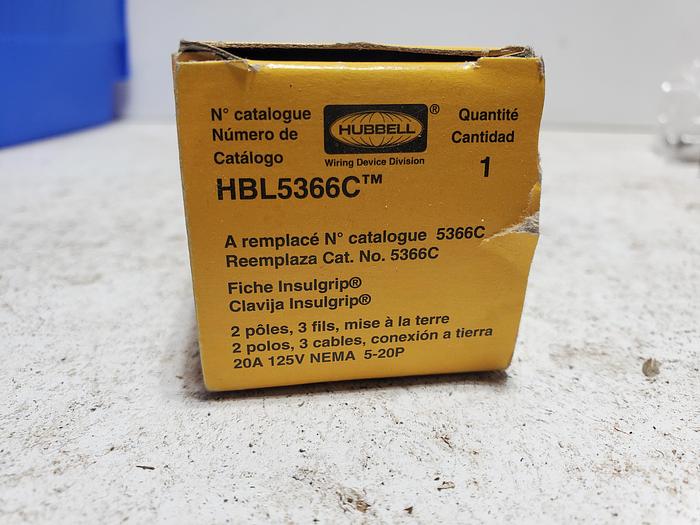 N° catalogue
Número de
Catálogo
HUBBELL®
Wiring Device Division
Quantité
Cantidad
1
HBL5366C™
A remplacé N° catalogue 5366C
Reemplaza Cat. No. 5366C
Fiche Insulgrip®
Clavija Insulgrip®
2 pôles, 3 fils, mise à la terre
2 polos, 3 cables, conexión a tierra
20A 125V NEMA 5-20P